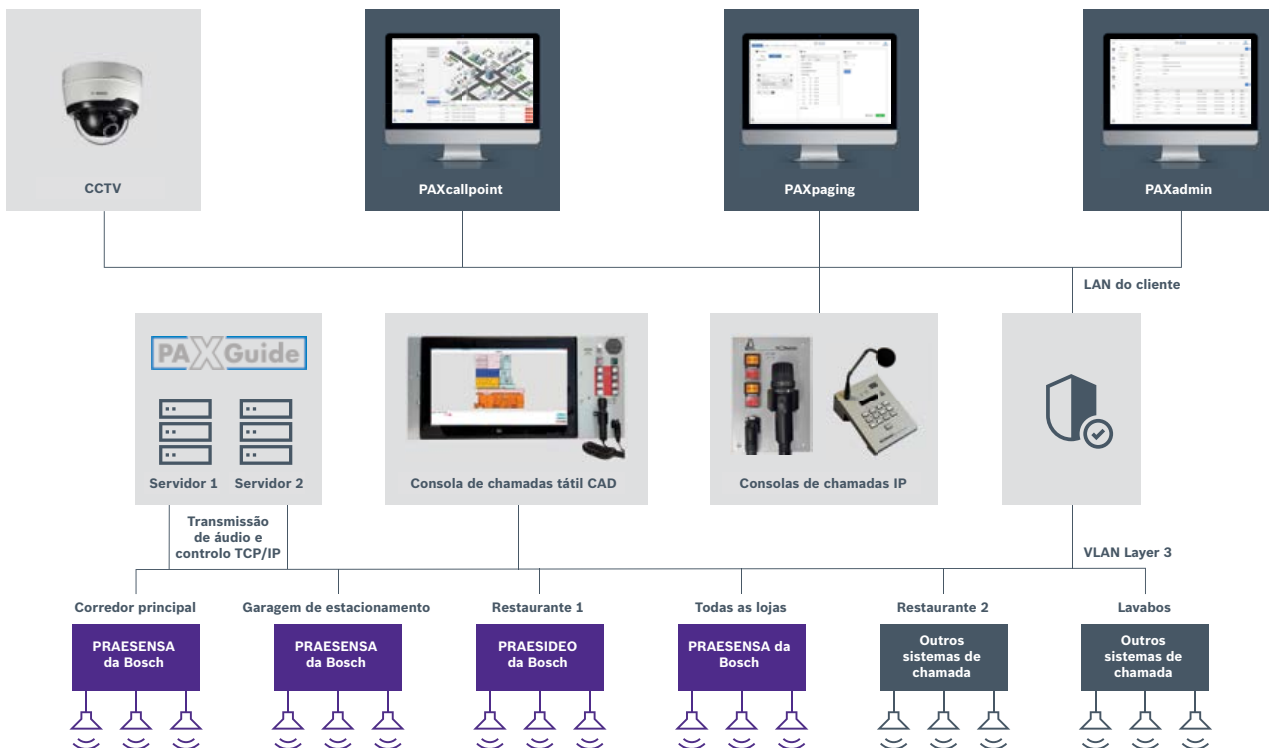 CCTV
PAXcallpoint
PAXpaging
PAXadmin
LAN do cliente
PAXGuide
Servidor 1
Servidor 2
Consola de chamadas tátil CAD
Consolas de chamadas IP
Transmissão
de áudio e
controlo TCP/IP
VLAN Layer 3
Corredor principal
Garagem de estacionamento
Restaurante 1
Todas as lojas
Restaurante 2
Lavabos
PRAESENSA
da Bosch
PRAESENSA
da Bosch
PRAESIDEO
da Bosch
PRAESENSA da
Bosch
Outros
sistemas de
chamada
Outros
sistemas de
chamada